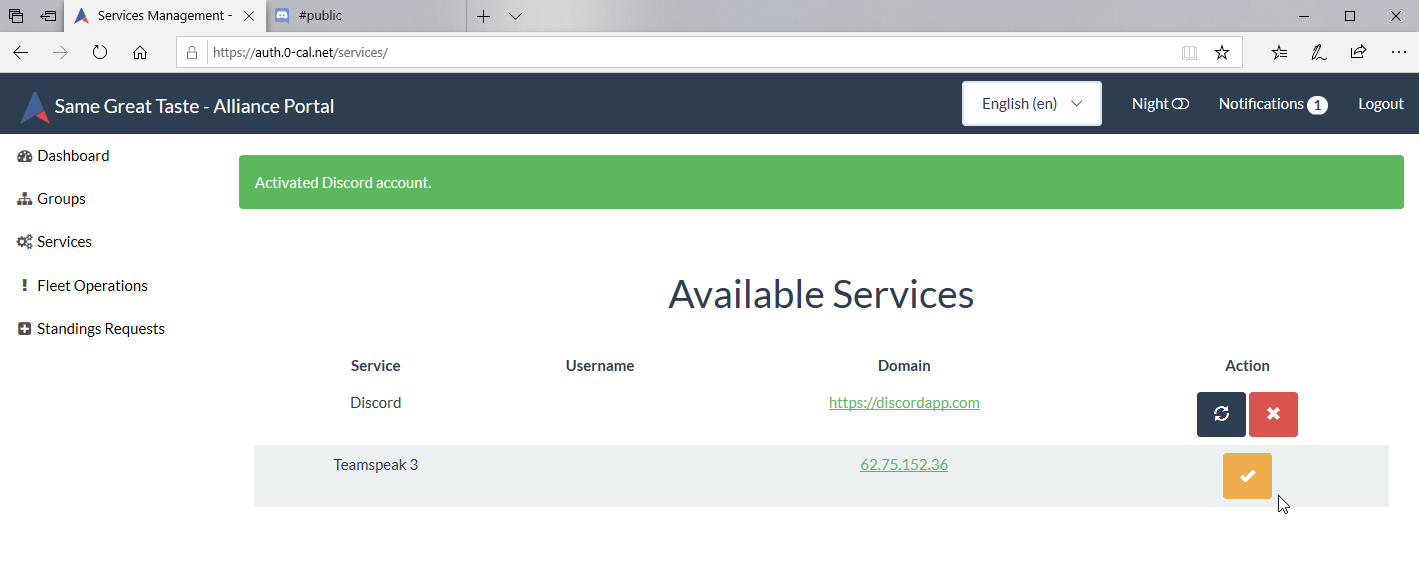 Services Management -
#public
https://auth.0-cal.net/services/
Same Great Taste - Alliance Portal
English (en)
Night
Notifications 1
Logout
Dashboard
Groups
Services
Fleet Operations
Standings Requests
Activated Discord account.
Available Services
Service Username Domain Action
Discord https://discordapp.com
Teamspeak 3 62.75.152.36